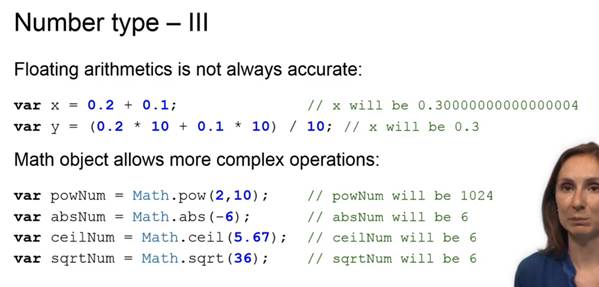 Number type – III
Floating arithmetics is not always accurate:
var x = 0.2 + 0.1; // x will be 0.30000000000000004
var y = (0.2 * 10 + 0.1 * 10) / 10; // x will be 0.3
Math object allows more complex operations:
var powNum = Math.pow(2,10); // powNum will be 1024
var absNum = Math.abs(-6); // absNum will be 6
var ceilNum = Math.ceil(5.67); // ceilNum will be 6
var sqrtNum = Math.sqrt(36); // sqrtNum will be 6